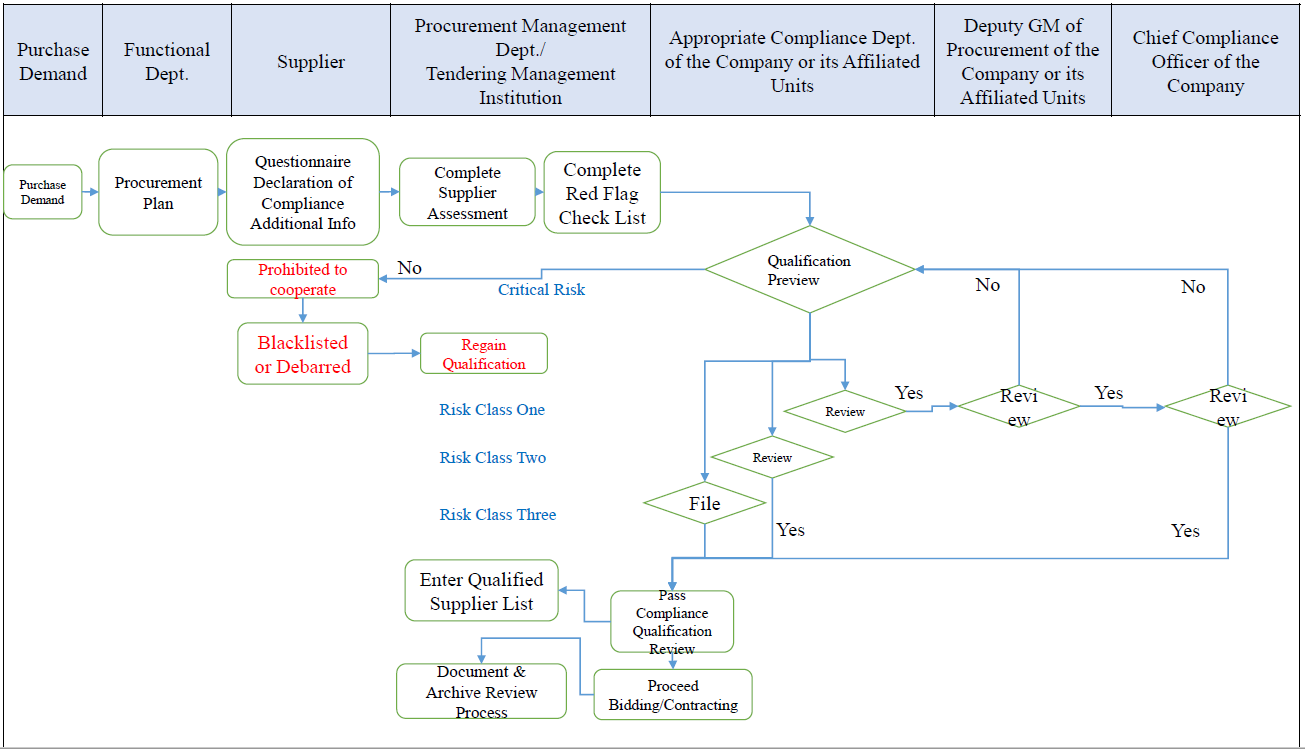 Purchase
Demand
Functional
Dept.
Supplier
Procurement Management
Dept./
Tendering Management
Institution
Appropriate Compliance Dept.
of the Company or its Affiliated
Units
Deputy GM of
Procurement of the
Company or its
Affiliated Units
Chief Compliance
Officer of the
Company
Purchase
Demand
Procurement
Plan
Questionnaire
Declaration of
Compliance
Additional Info
Complete
Supplier
Assessment
Complete
Red Flag
Check List
Qualification
Preview
Prohibited to
cooperate
No
Critical Risk
No
No
Blacklisted
or Debarred
Regain
Qualification
Risk Class One
Review
Yes
Revi
ew
Yes
Revi
ew
Risk Class Two
Review
Risk Class Three
File
Yes
Yes
Enter Qualified
Supplier List
Pass
Compliance
Qualification
Review
Document &
Archive Review
Process
Proceed
Bidding/Contracting